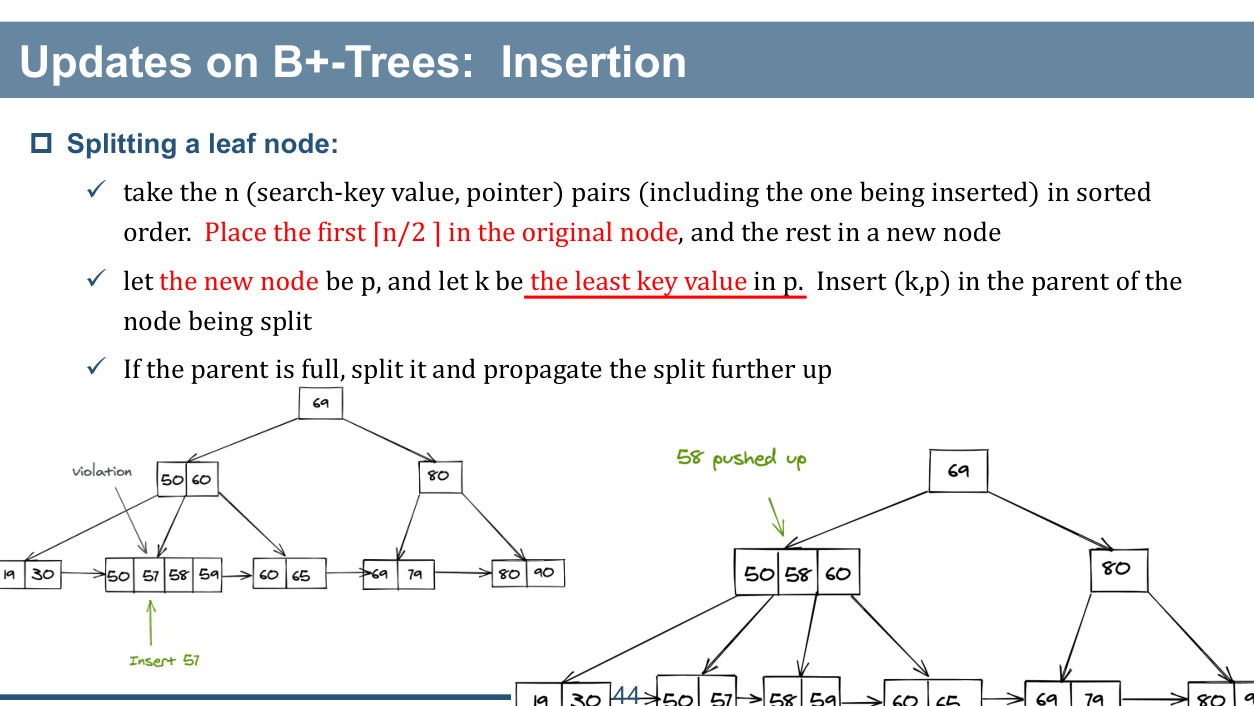 Updates on B+-Trees:  Insertion
Splitting a leaf node:
take the n (search-key value, pointer) pairs (including the one being inserted) in sorted
order.  Place the first ⌈n/2 ⌉ in the original node, and the rest in a new node
let the new node be p, and let k be the least key value in p.  Insert (k,p) in the parent of the
node being split
If the parent is full, split it and propagate the split further up
69
violation
50 60
80
19 30
50 57 58 59
60 65
69 79
80 90
Insert 57
58 pushed up
69
50 58 60
80
19 30
50 57
58 59
60 65
69 79
80 9
44